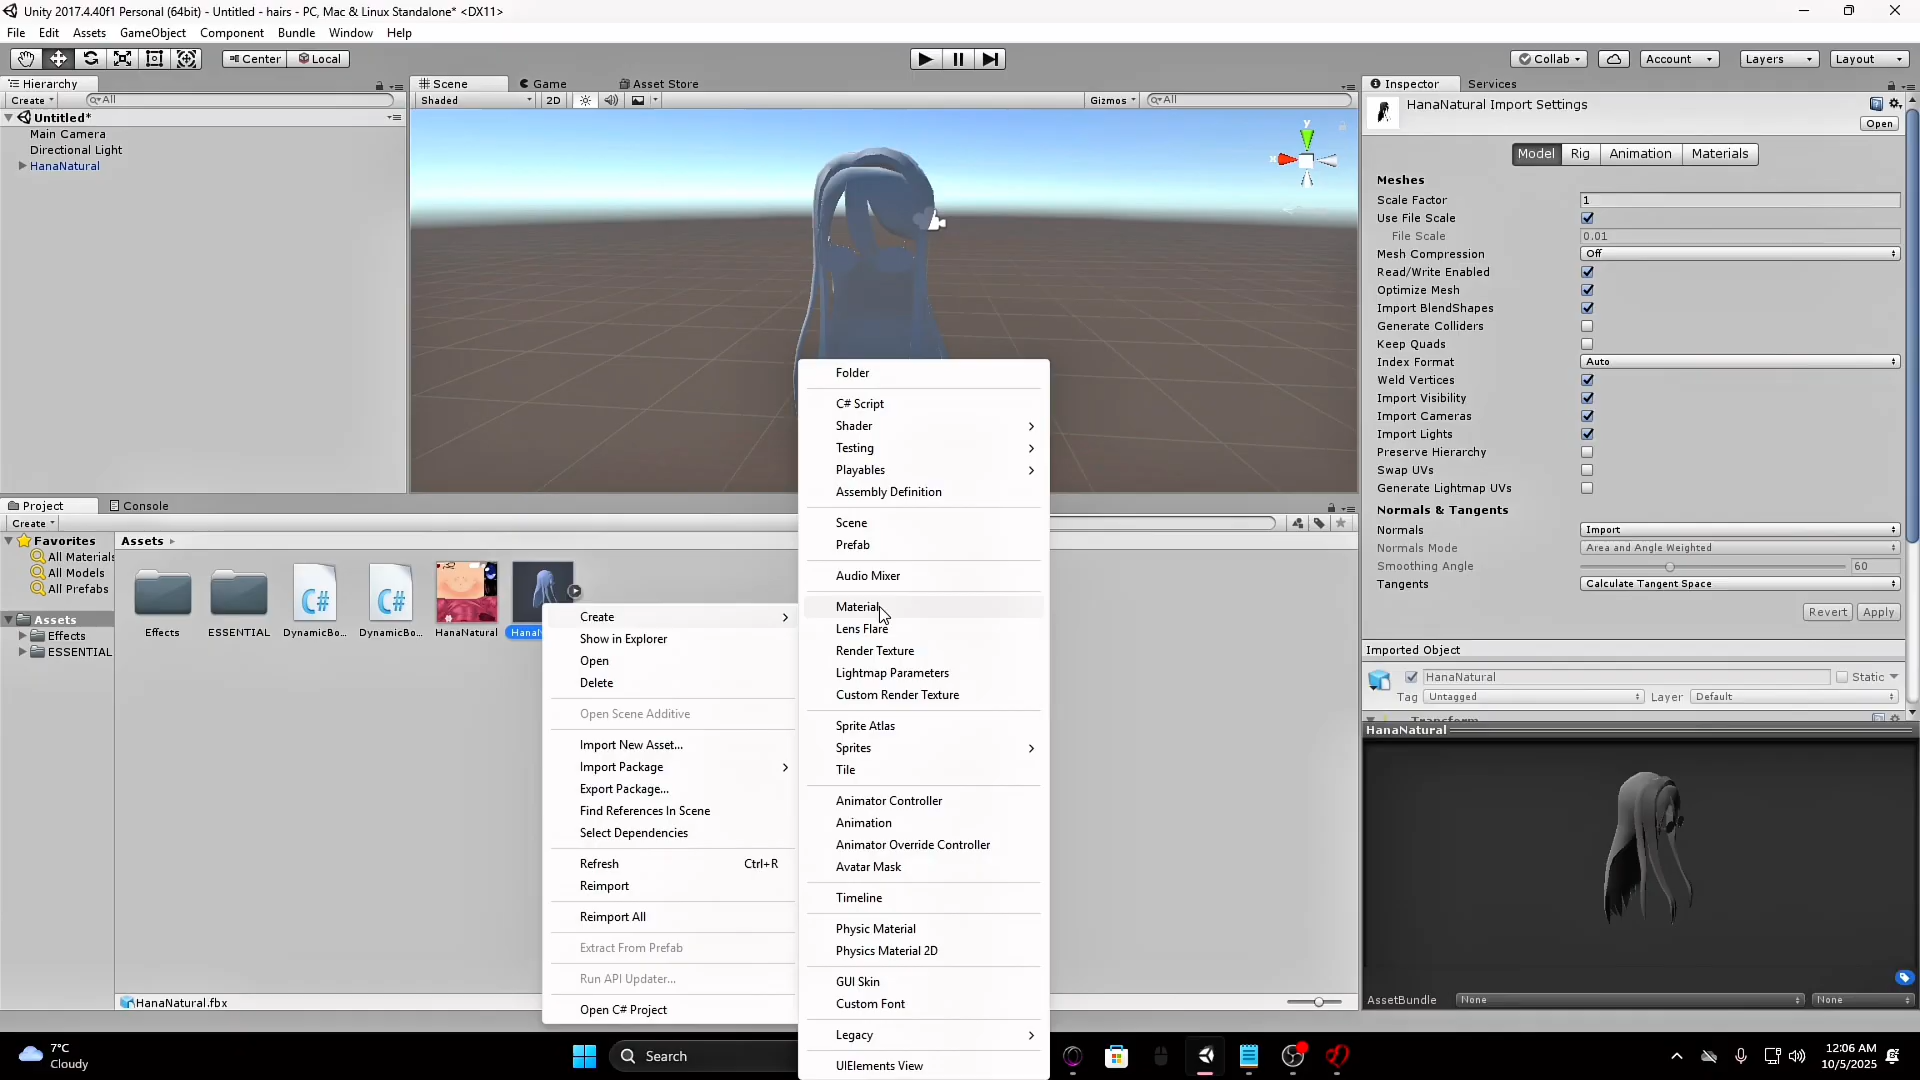 Unity 2017.4.40f1 Personal (64bit) - Untitled - hairs - PC, Mac & Linux Standalone* <DX11>
File Edit Assets GameObject Component Bundle Window Help
Center Local Collab Account Layers Layout
Hierarchy
Create All
Untitled*
Main Camera
Directional Light
HanaNatural
Scene Game Asset Store
Shaded 2D Gizmos All
Inspector Services
HanaNatural Import Settings
Open
Model Rig Animation Materials
Meshes
Scale Factor 1
Use File Scale
File Scale 0.01
Mesh Compression Off
Read/Write Enabled
Optimize Mesh
Import BlendShapes
Generate Colliders
Keep Quads
Index Format Auto
Weld Vertices
Import Visibility
Import Cameras
Import Lights
Preserve Hierarchy
Swap UVs
Generate Lightmap UVs
Normals & Tangents
Normals Import
Normals Mode Area and Angle Weighted
Smoothing Angle 60
Tangents Calculate Tangent Space
Revert Apply
Imported Object
HanaNatural Static
Tag Untagged Layer Default
HanaNatural
AssetBundle None None
Project Console
Create
Favorites
All Materials
All Models
All Prefabs
Assets
Effects
ESSENTIAL
Assets
Effects ESSENTIAL DynamicBo... DynamicBo... HanaNatural
HanaNatural.fbx
Create
Show in Explorer
Open
Delete
Open Scene Additive
Import New Asset...
Import Package
Export Package...
Find References In Scene
Select Dependencies
Refresh Ctrl+R
Reimport
Reimport All
Extract From Prefab
Run API Updater...
Open C# Project
Folder
C# Script
Shader
Testing
Playables
Assembly Definition
Scene
Prefab
Audio Mixer
Material
Lens Flare
Render Texture
Lightmap Parameters
Custom Render Texture
Sprite Atlas
Sprites
Tile
Animator Controller
Animation
Animator Override Controller
Avatar Mask
Timeline
Physic Material
Physics Material 2D
GUI Skin
Custom Font
Legacy
UIElements View
7°C
Cloudy
Search
12:06 AM
10/5/2025